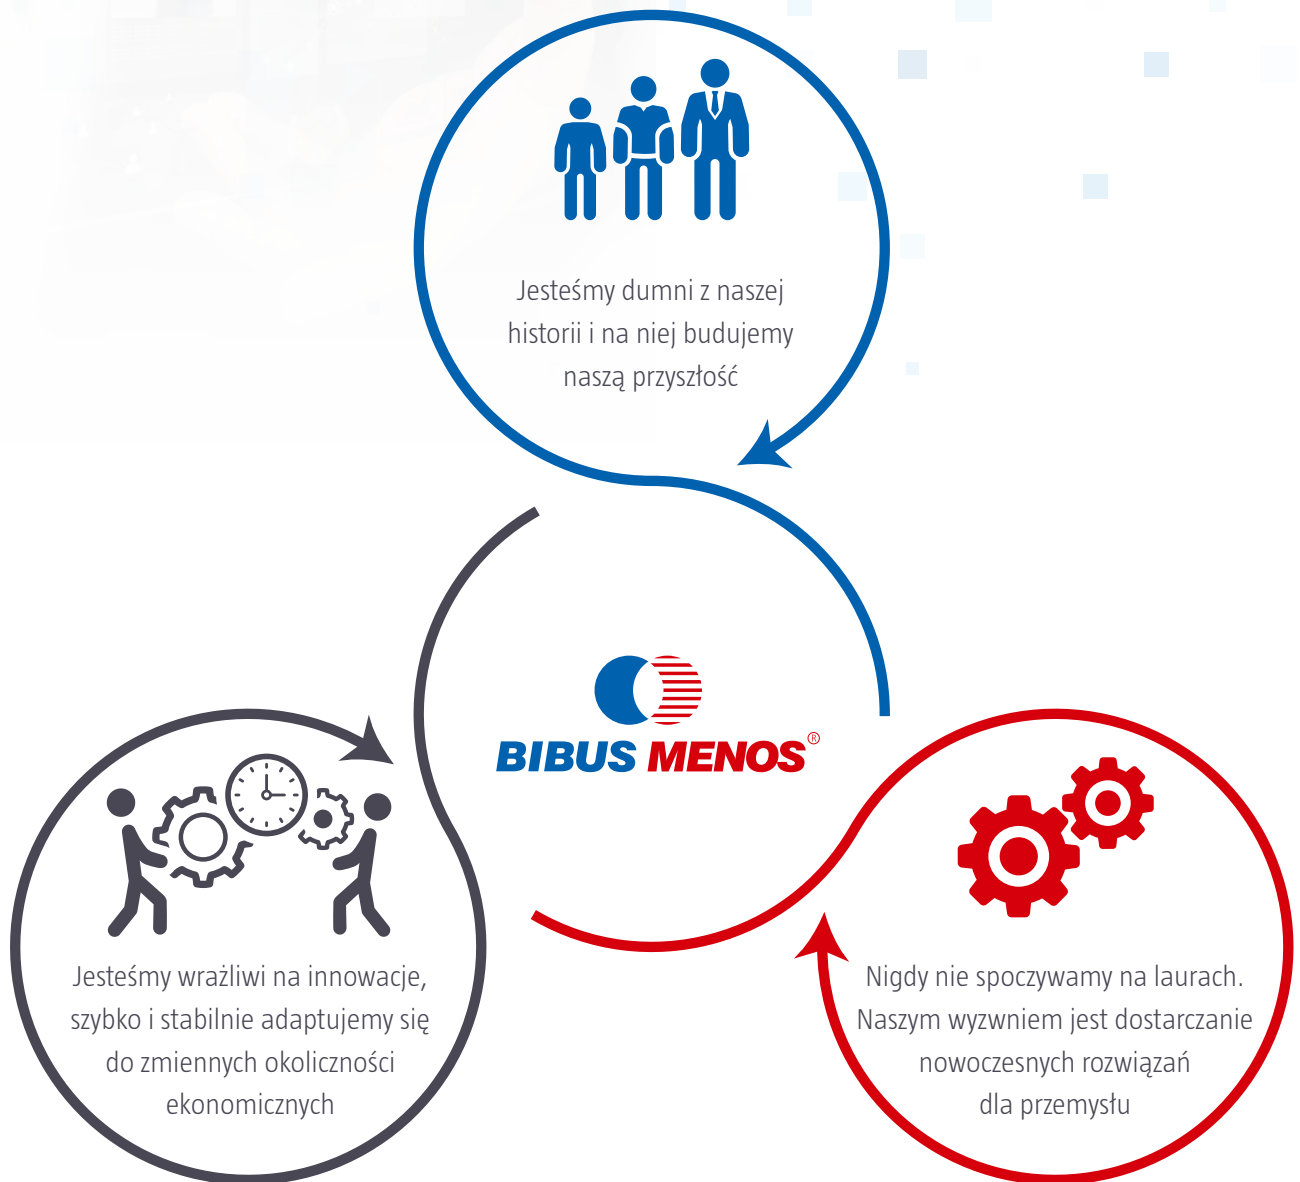 Jesteśmy dumni z naszej
historii i na niej budujemy
naszą przyszłość
BIBUS MENOS®
Jesteśmy wrażliwi na innowacje,
szybko i stabilnie adaptujemy się
do zmiennych okoliczności
ekonomicznych
Nigdy nie spoczywamy na laurach.
Naszym wyzwniem jest dostarczanie
nowoczesnych rozwiązań
dla przemysłu